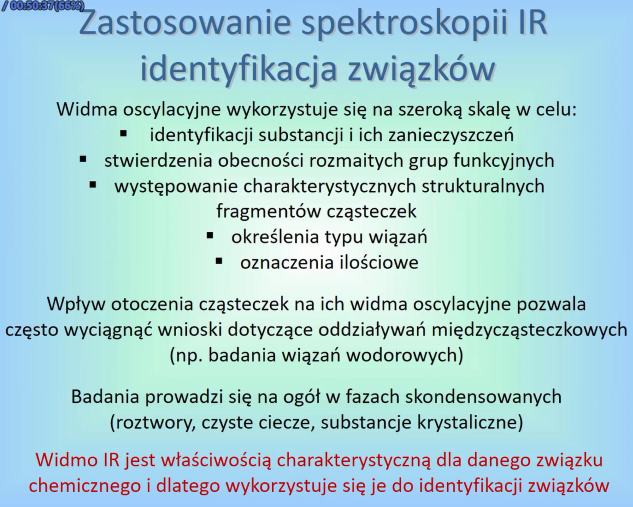 / 00:50:37(66%)
Zastosowanie spektroskopii IR
identyfikacja związków
Widma oscylacyjne wykorzystuje się na szeroką skalę w celu:
▪ identyfikacji substancji i ich zanieczyszczeń
▪ stwierdzenia obecności rozmaitych grup funkcyjnych
▪ występowanie charakterystycznych strukturalnych
fragmentów cząsteczek
▪ określenia typu wiązań
▪ oznaczenia ilościowe
Wpływ otoczenia cząsteczek na ich widma oscylacyjne pozwala
często wyciągnąć wnioski dotyczące oddziaływań międzycząsteczkowych
(np. badania wiązań wodorowych)
Badania prowadzi się na ogół w fazach skondensowanych
(roztwory, czyste ciecze, substancje krystaliczne)
Widmo IR jest właściwością charakterystyczną dla danego związku
chemicznego i dlatego wykorzystuje się je do identyfikacji związków